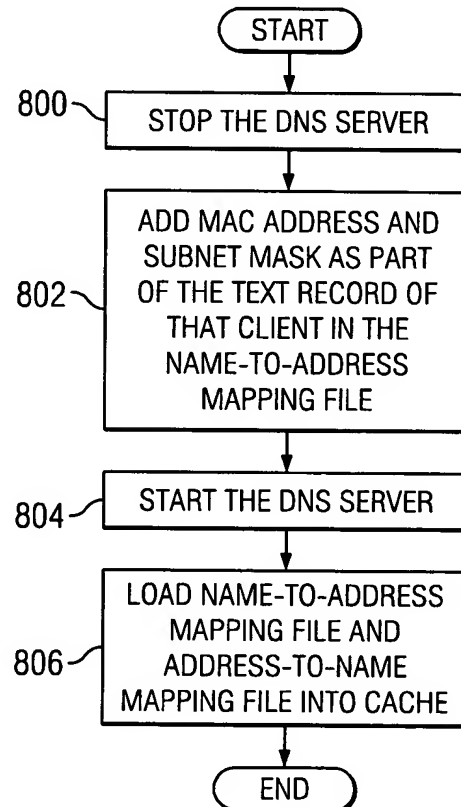 START
800
STOP THE DNS SERVER
802
ADD MAC ADDRESS AND
SUBNET MASK AS PART
OF THE TEXT RECORD OF
THAT CLIENT IN THE
NAME-TO-ADDRESS
MAPPING FILE
804
START THE DNS SERVER
806
LOAD NAME-TO-ADDRESS
MAPPING FILE AND
ADDRESS-TO-NAME
MAPPING FILE INTO CACHE
END